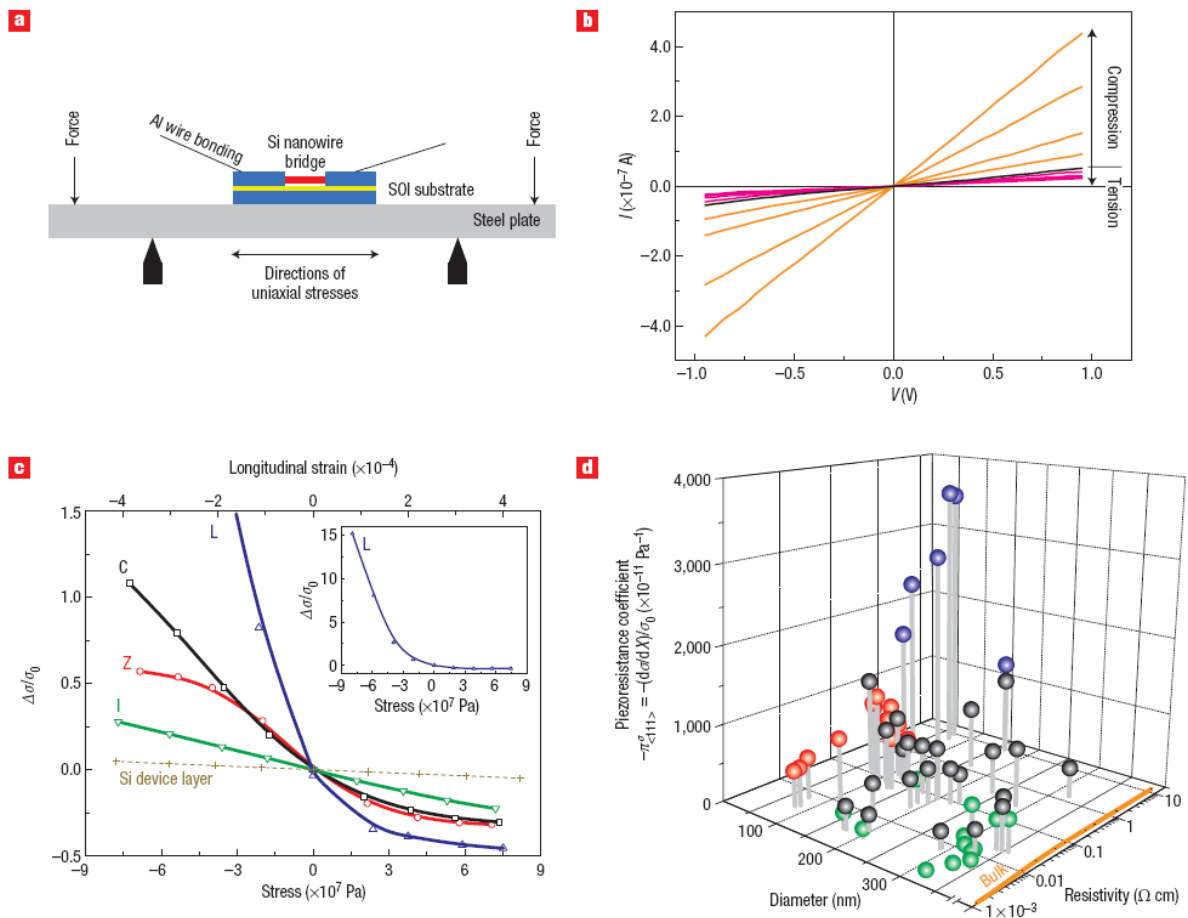 a
Force
Al wire bonding
Si nanowire
bridge
Force
SOI substrate
Steel plate
Directions of
uniaxial stresses
b
4.0
2.0
0.0
−2.0
−4.0
I (×10⁻⁷ A)
−1.0
−0.5
0.0
0.5
1.0
V (V)
Compression
Tension
c
Longitudinal strain (×10⁻⁴)
−4
−2
0
2
4
1.5
1.0
0.5
0.0
−0.5
Δσ/σ₀
L
C
Z
I
Si device layer
15
10
5
0
Δσ/σ₀
L
−9
−6
−3
0
3
6
9
Stress (×10⁷ Pa)
−9
−6
−3
0
3
6
9
Stress (×10⁷ Pa)
d
4,000
3,000
2,000
1,000
0
Piezoresistance coefficient
−π^σ_<111> = −(dσ/dX)/σ₀ (×10⁻¹¹ Pa⁻¹)
100
200
300
Diameter (nm)
Bulk
10
1
0.1
0.01
1 × 10⁻³
Resistivity (Ω cm)